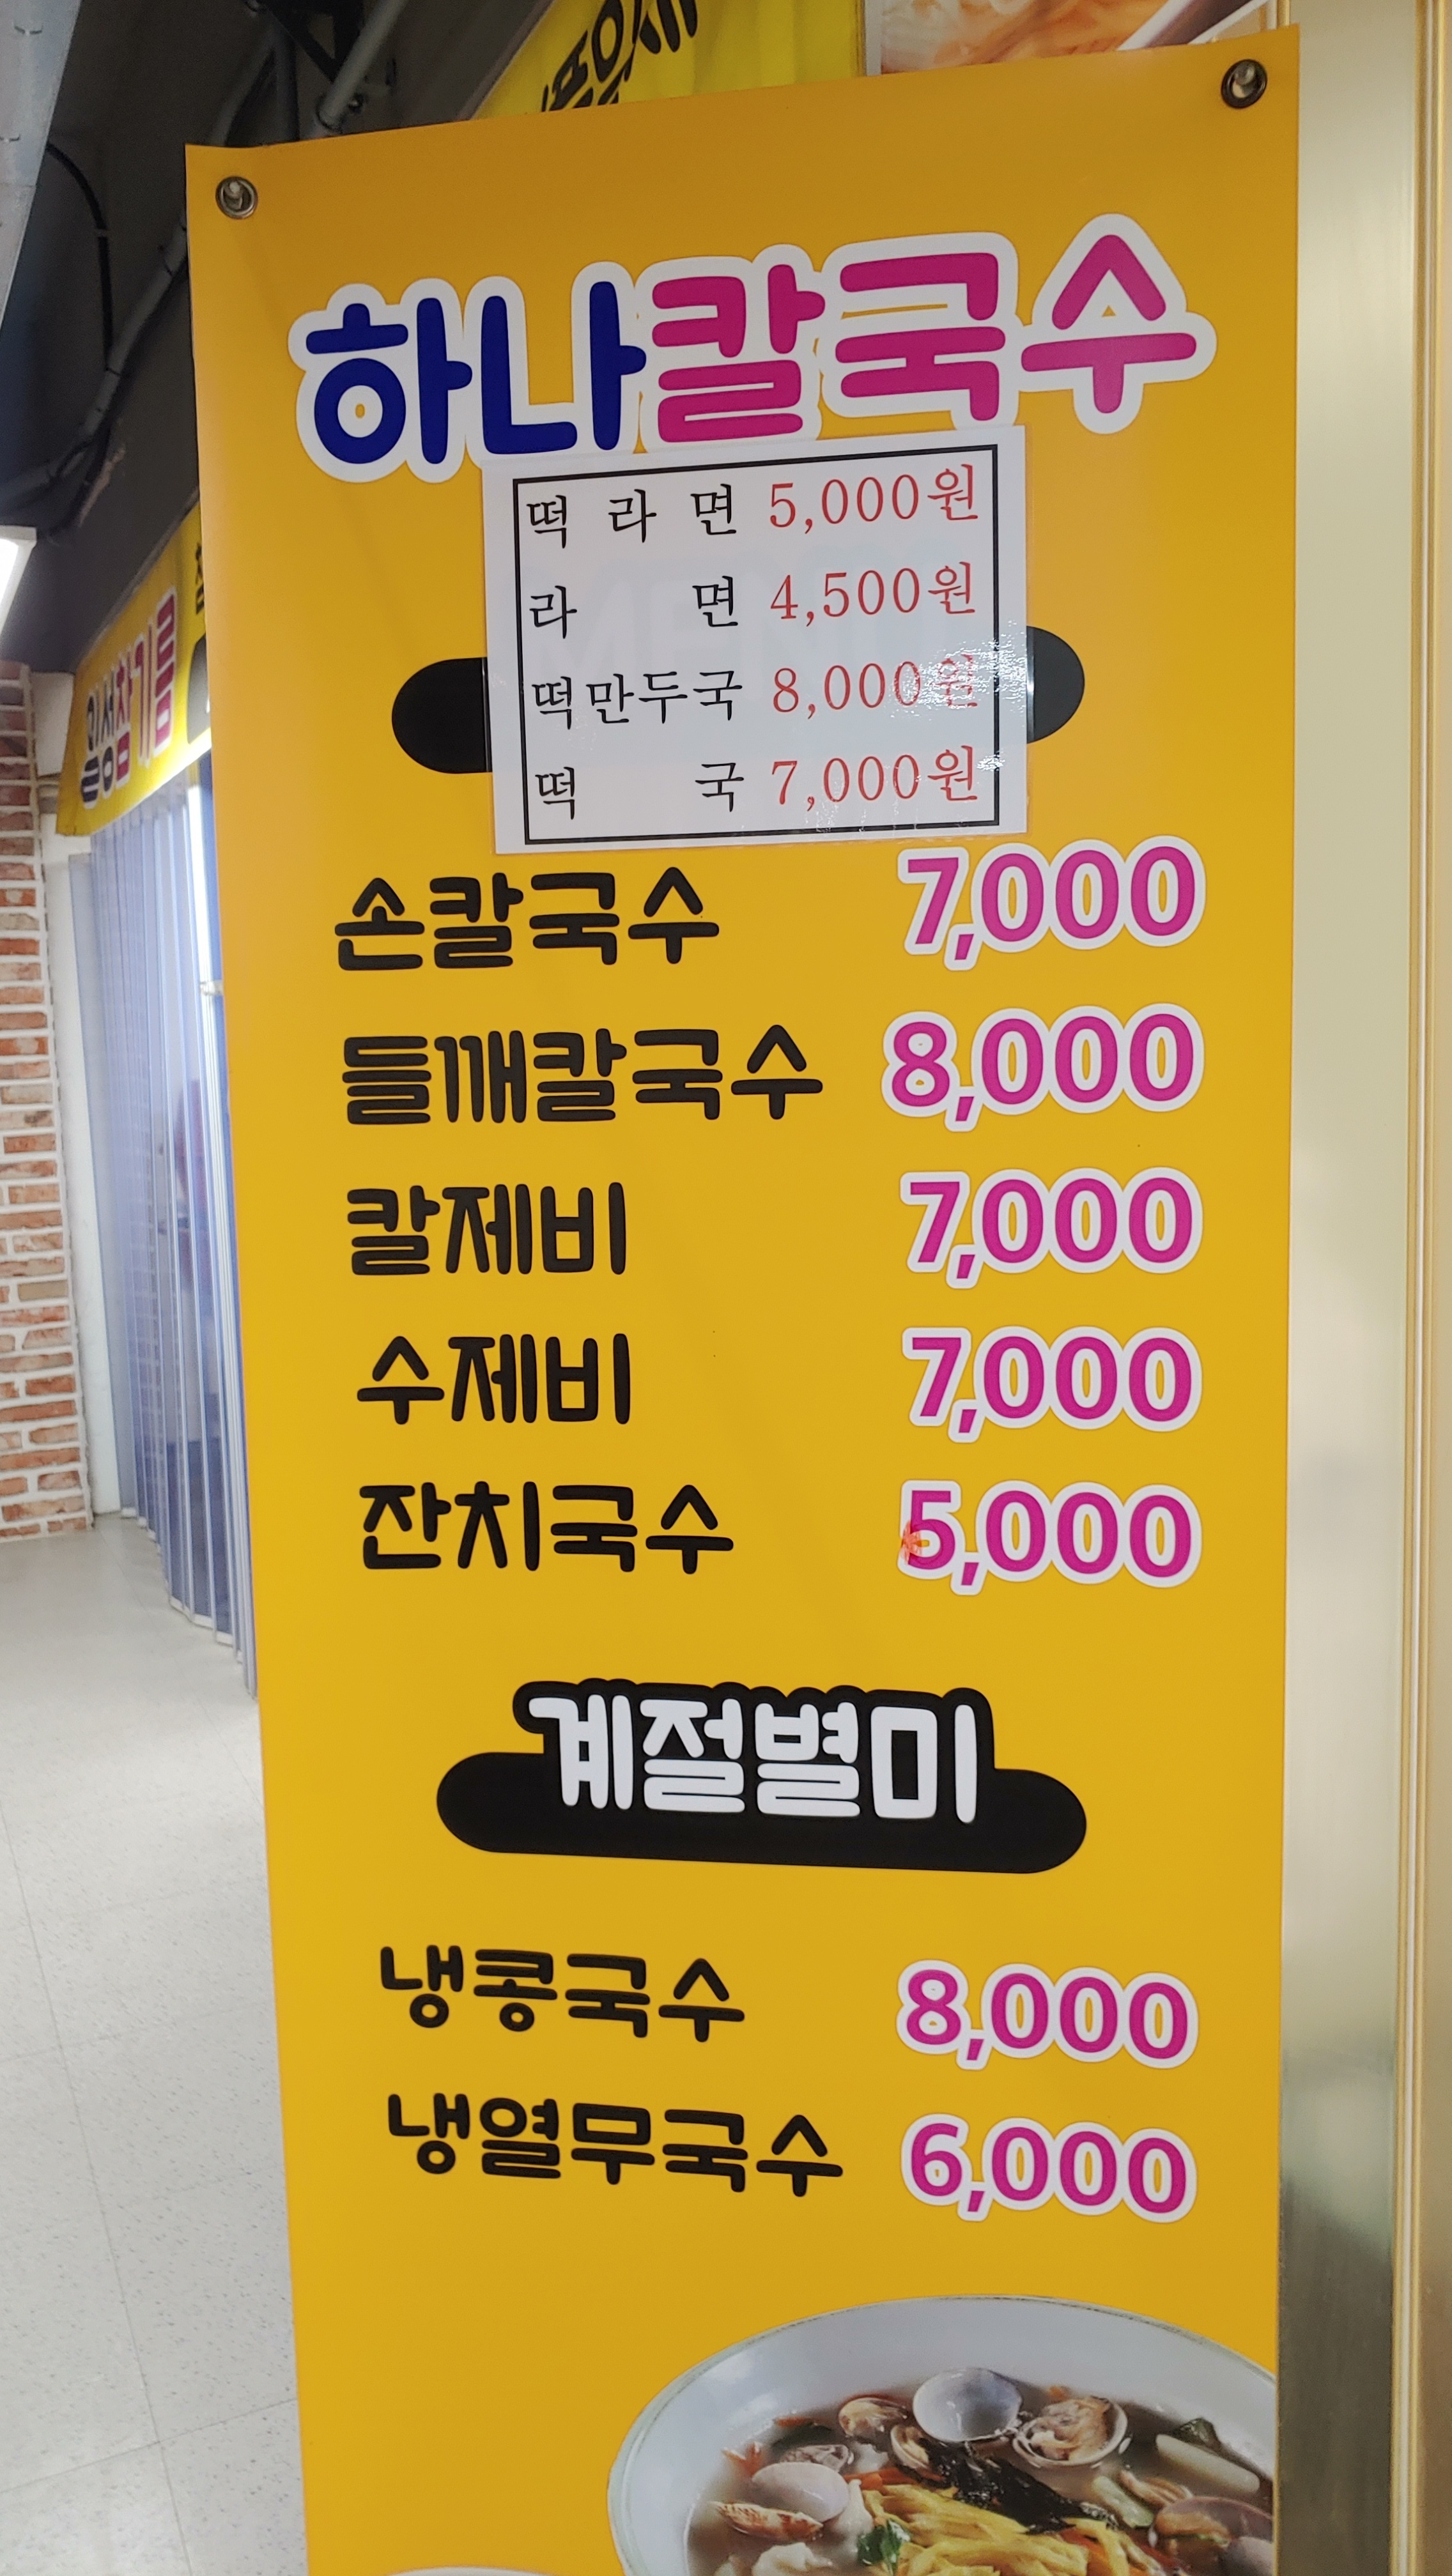 하나칼국수
떡 라 면 5,000원
라 면 4,500원
떡만두국 8,000원
떡 국 7,000원
손칼국수 7,000
들깨칼국수 8,000
칼제비 7,000
수제비 7,000
잔치국수 5,000
계절별미
냉콩국수 8,000
냉열무국수 6,000
참기름